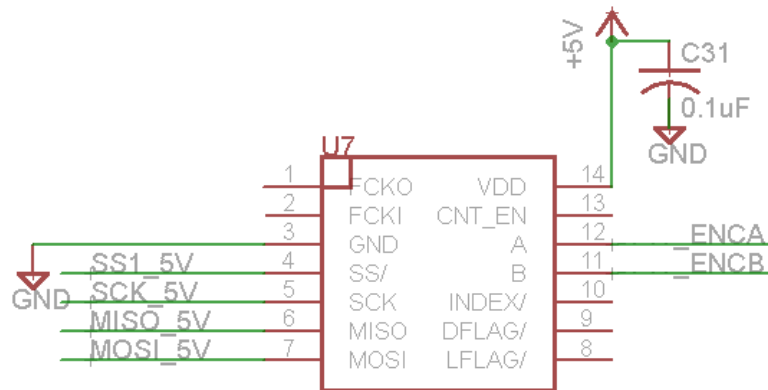 +5V
C31
0.1uF
GND
U7
1 FCKO VDD 14
2 FCKI CNT_EN 13
3 GND A 12 _ENCA
SS1_5V 4 SS/ B 11 _ENCB
GND SCK_5V 5 SCK INDEX/ 10
MISO_5V 6 MISO DFLAG/ 9
MOSI_5V 7 MOSI LFLAG/ 8